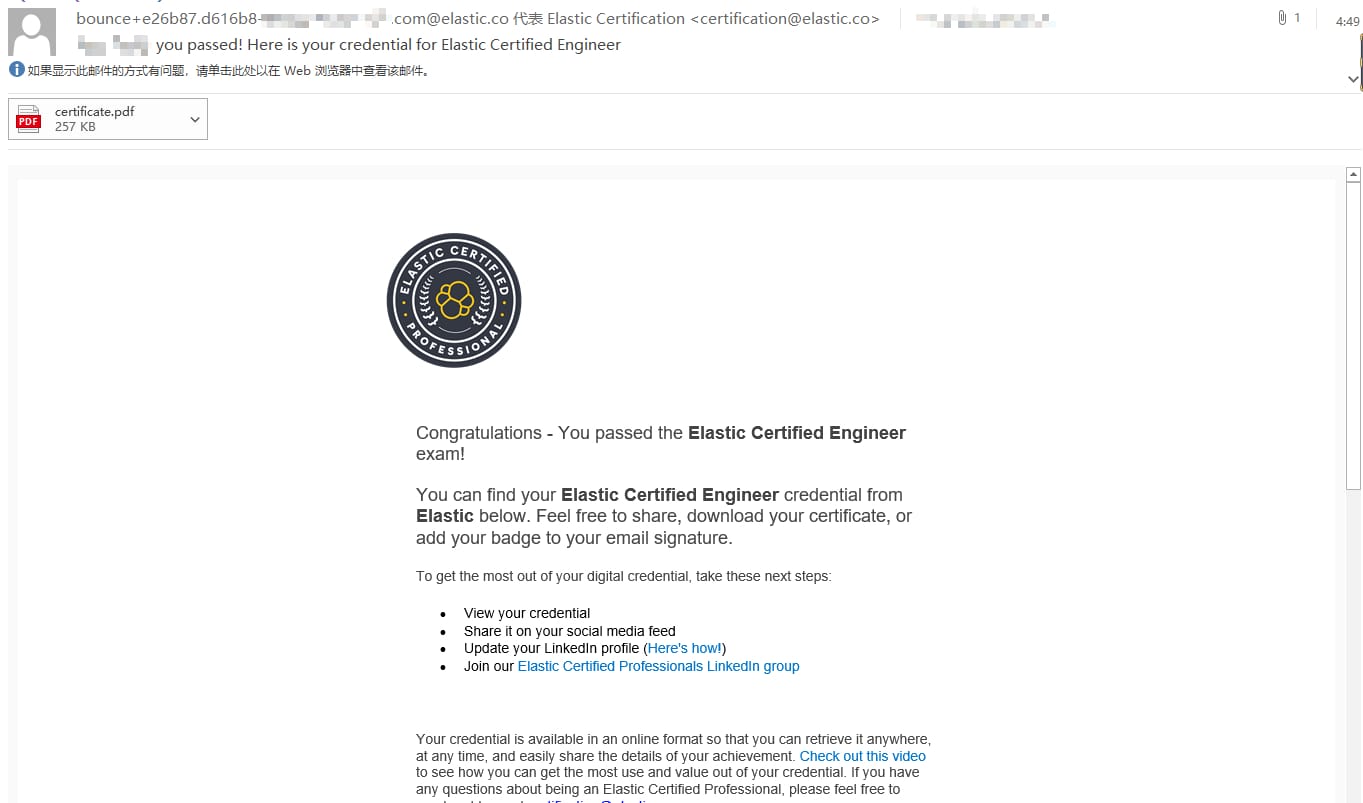 bounce+e26b87.d616b8- .com@elastic.co 代表 Elastic Certification <certification@elastic.co>
1
4:49
you passed! Here is your credential for Elastic Certified Engineer
如果显示此邮件的方式有问题，请单击此处以在 Web 浏览器中查看该邮件。
PDF
certificate.pdf
257 KB
ELASTIC CERTIFIED
PROFESSIONAL
Congratulations - You passed the Elastic Certified Engineer
exam!
You can find your Elastic Certified Engineer credential from
Elastic below. Feel free to share, download your certificate, or
add your badge to your email signature.
To get the most out of your digital credential, take these next steps:
• View your credential
• Share it on your social media feed
• Update your LinkedIn profile (Here's how!)
• Join our Elastic Certified Professionals LinkedIn group
Your credential is available in an online format so that you can retrieve it anywhere,
at any time, and easily share the details of your achievement. Check out this video
to see how you can get the most use and value out of your credential. If you have
any questions about being an Elastic Certified Professional, please feel free to